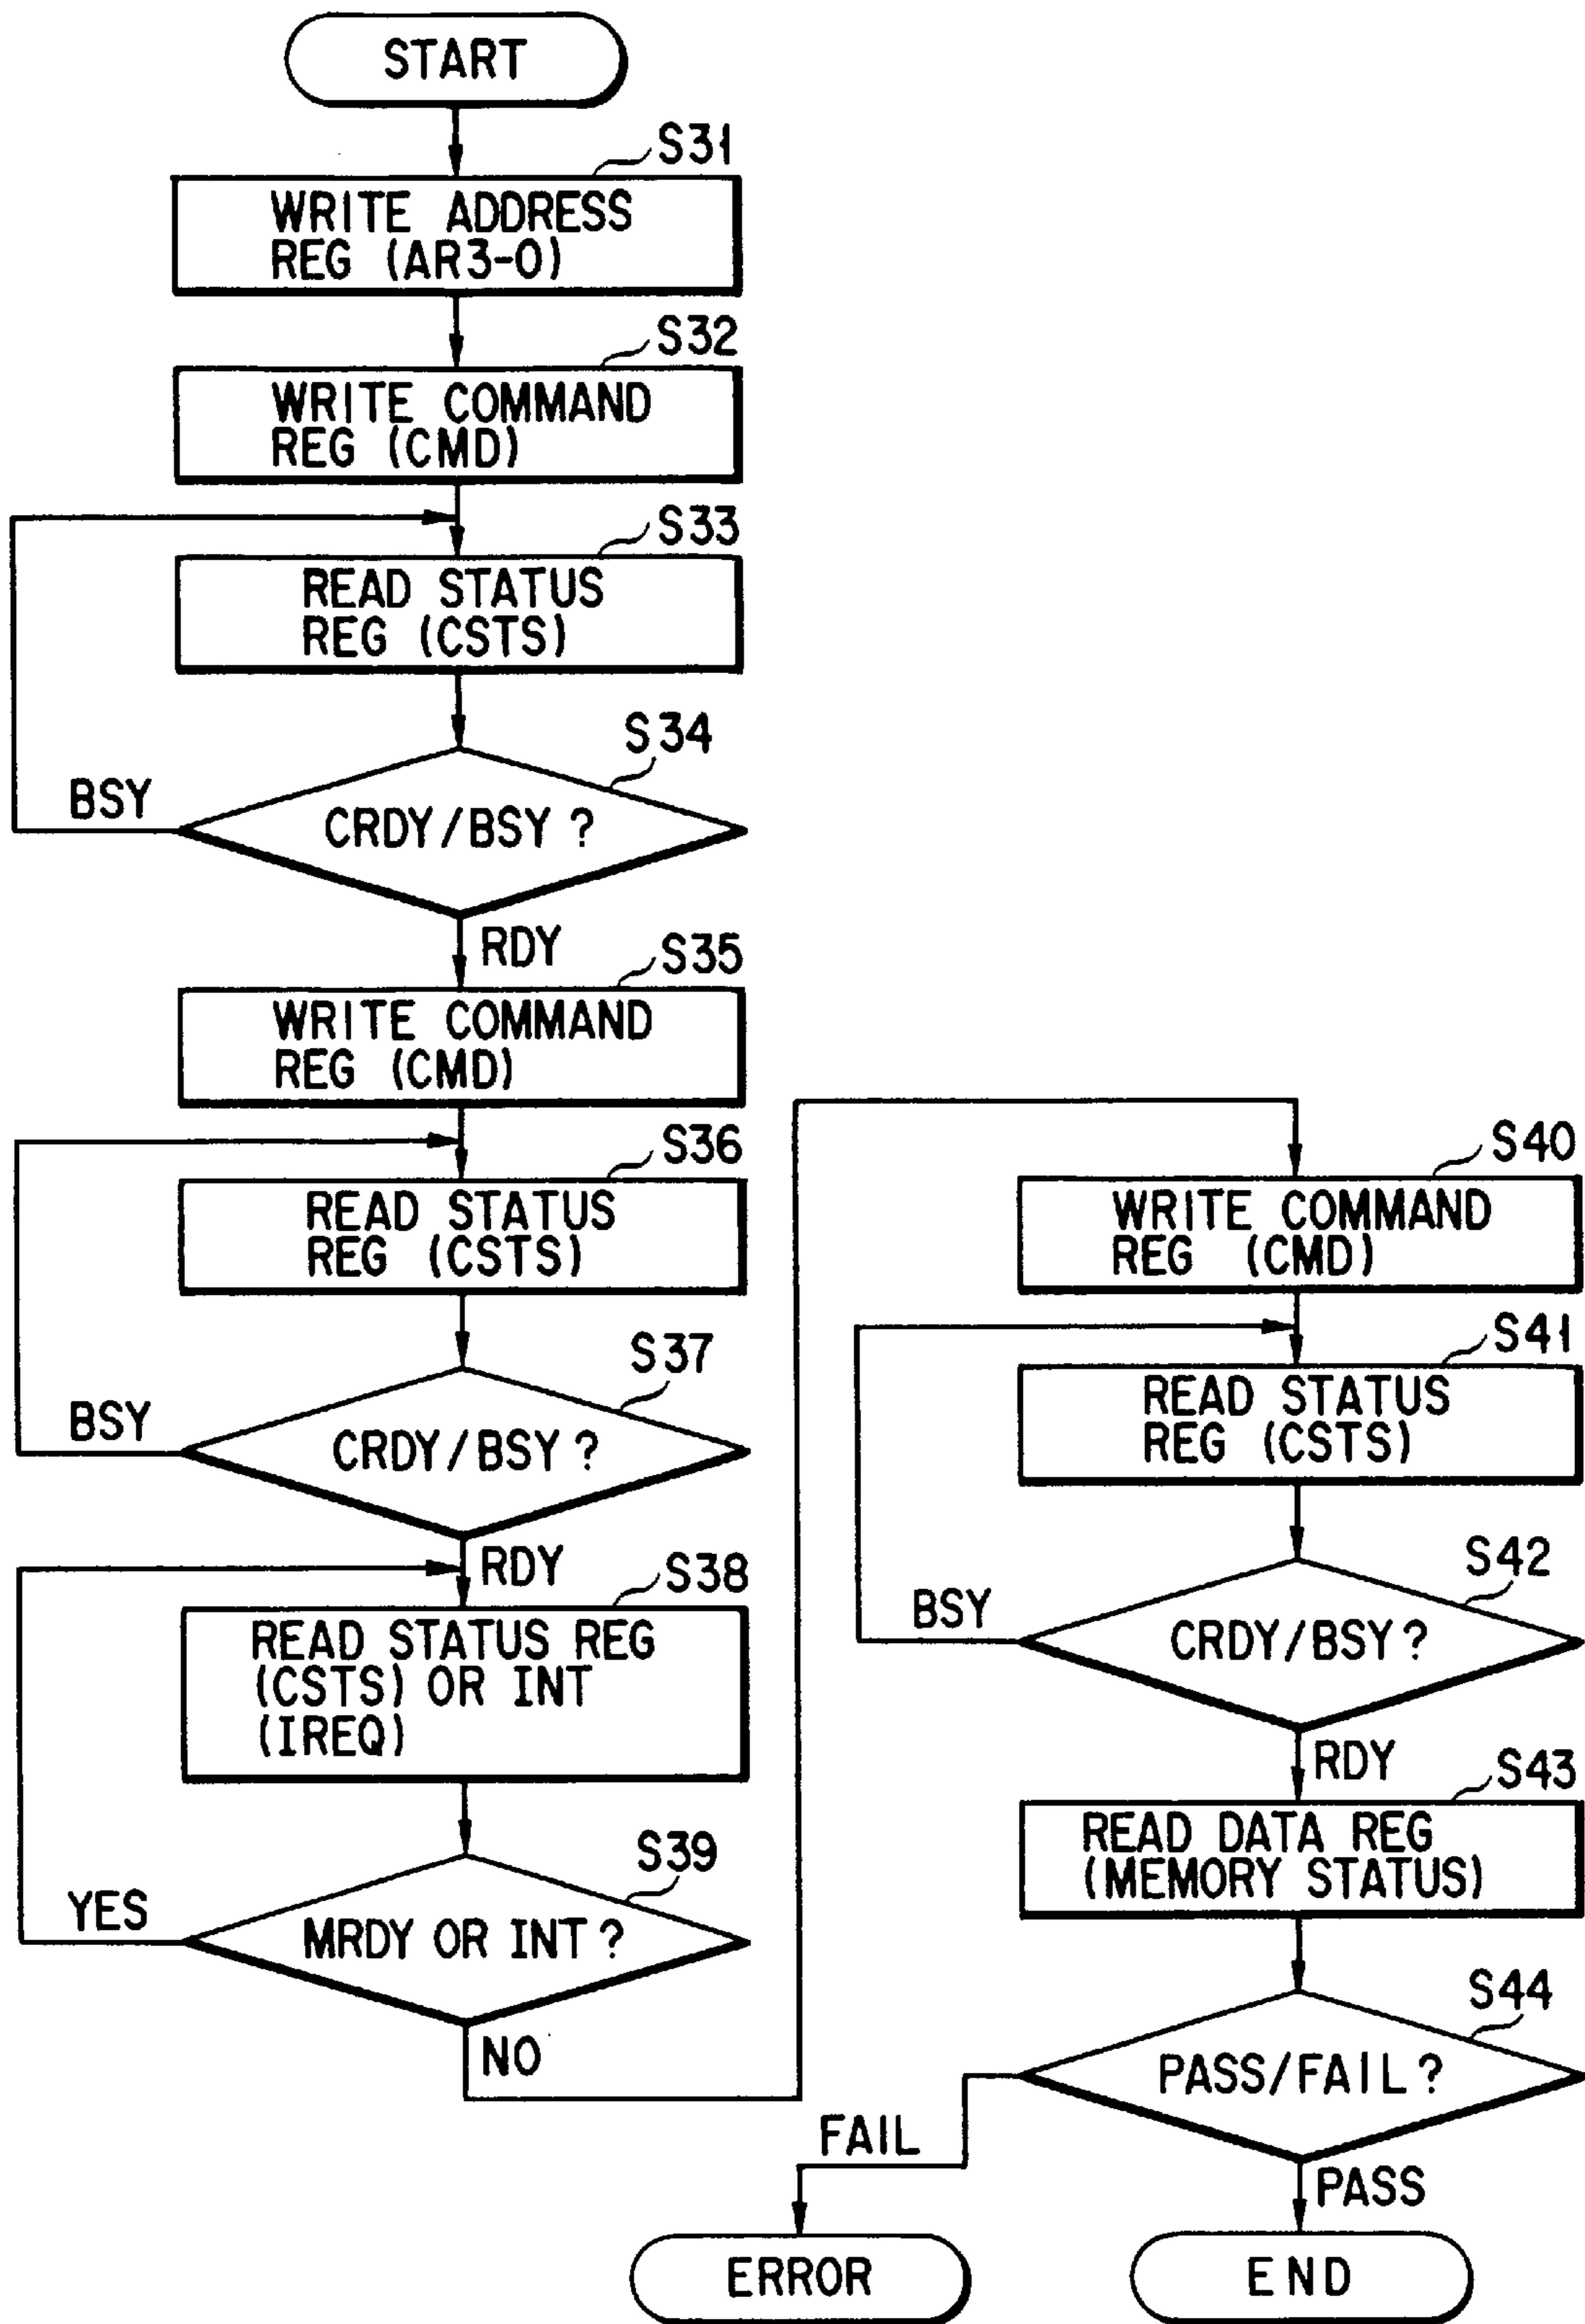 START
S31
WRITE ADDRESS
REG (AR3-0)
S32
WRITE COMMAND
REG (CMD)
S33
READ STATUS
REG (CSTS)
S34
BSY
CRDY/BSY ?
RDY
S35
WRITE COMMAND
REG (CMD)
S36
READ STATUS
REG (CSTS)
S37
BSY
CRDY/BSY ?
RDY
S38
READ STATUS REG
(CSTS) OR INT
(IREQ)
S39
YES
MRDY OR INT ?
NO
S40
WRITE COMMAND
REG (CMD)
S41
READ STATUS
REG (CSTS)
S42
BSY
CRDY/BSY ?
RDY
S43
READ DATA REG
(MEMORY STATUS)
S44
PASS/FAIL ?
FAIL
PASS
ERROR
END